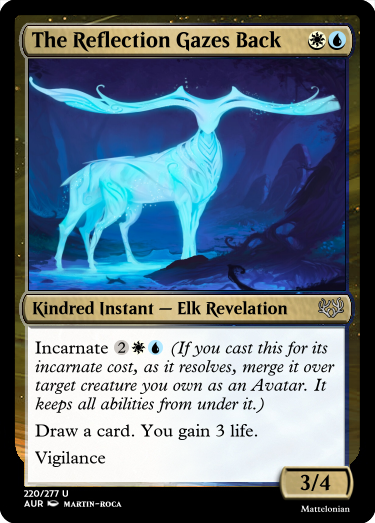 The Reflection Gazes Back
Kindred Instant — Elk Revelation
Incarnate 2 (If you cast this for its
incarnate cost, as it resolves, merge it over
target creature you own as an Avatar. It
keeps all abilities from under it.)
Draw a card. You gain 3 life.
Vigilance
3/4
220/277 U
AUR MARTIN-ROCA
Mattelonian